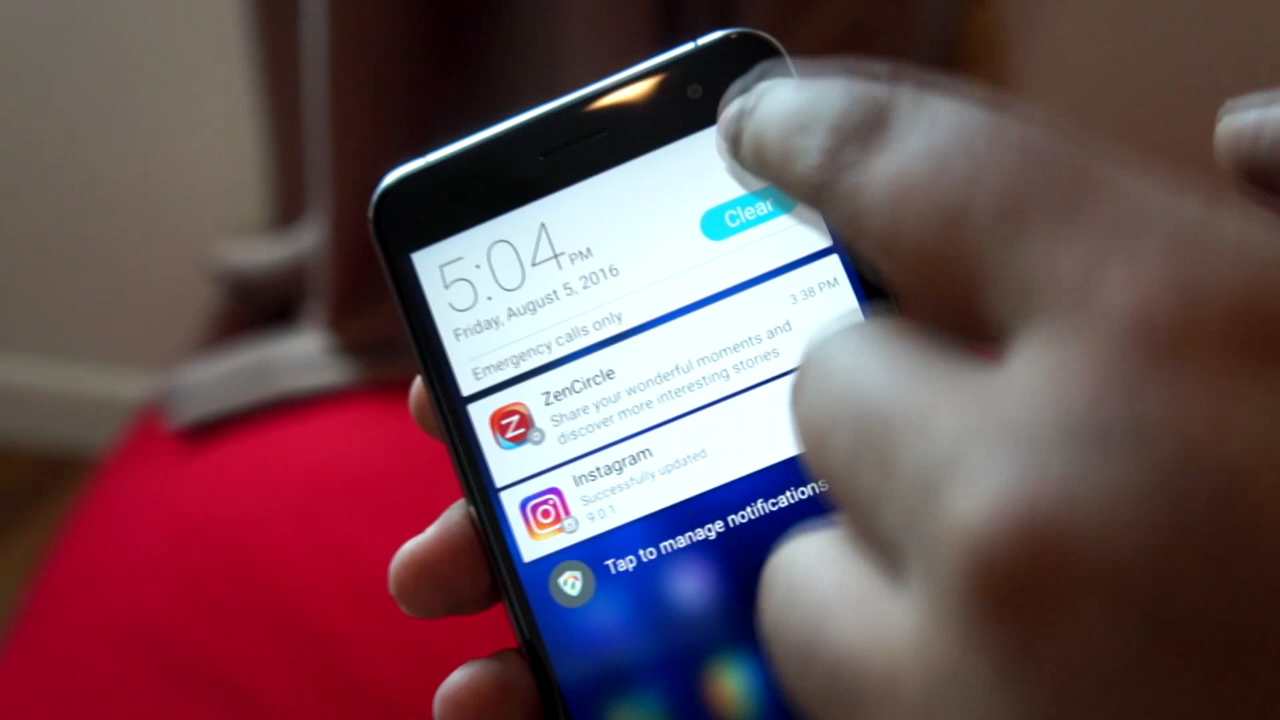 5:04 PM
Clear
Friday, August 5, 2016
Emergency calls only
ZenCircle
3:38 PM
Share your wonderful moments and
discover more interesting stories.
Instagram
Successfully updated
9.0.1
Tap to manage notifications